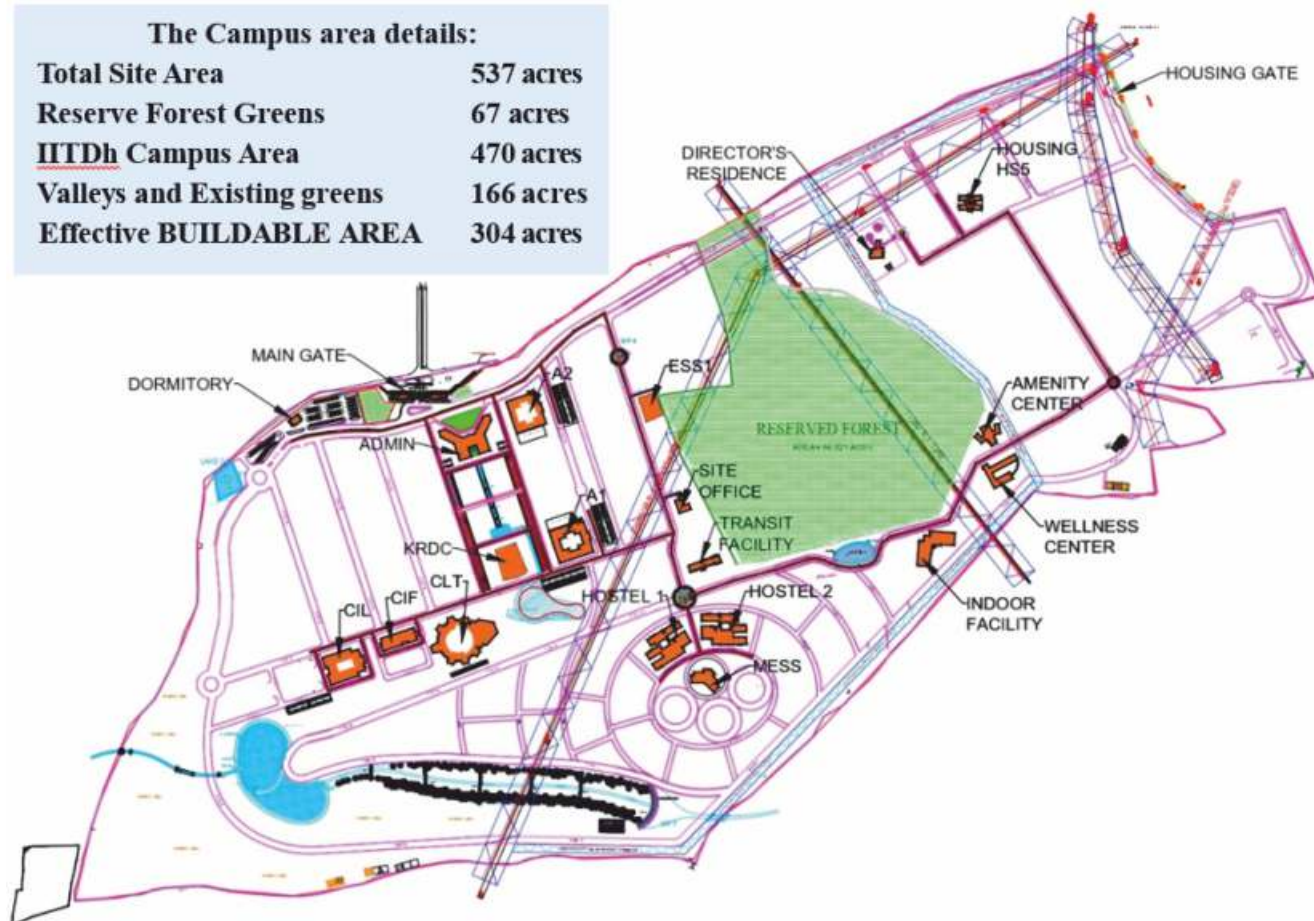 The Campus area details:
Total Site Area 537 acres
Reserve Forest Greens 67 acres
IITDh Campus Area 470 acres
Valleys and Existing greens 166 acres
Effective BUILDABLE AREA 304 acres
HOUSING GATE
DIRECTOR'S
RESIDENCE
HOUSING
HS5
MAIN GATE
DORMITORY
A2
ESS1
AMENITY
CENTER
ADMIN
RESERVED FOREST
SITE
OFFICE
A1
TRANSIT
FACILITY
WELLNESS
CENTER
KRDC
CLT
CIF
CIL
HOSTEL 1
HOSTEL 2
INDOOR
FACILITY
MESS